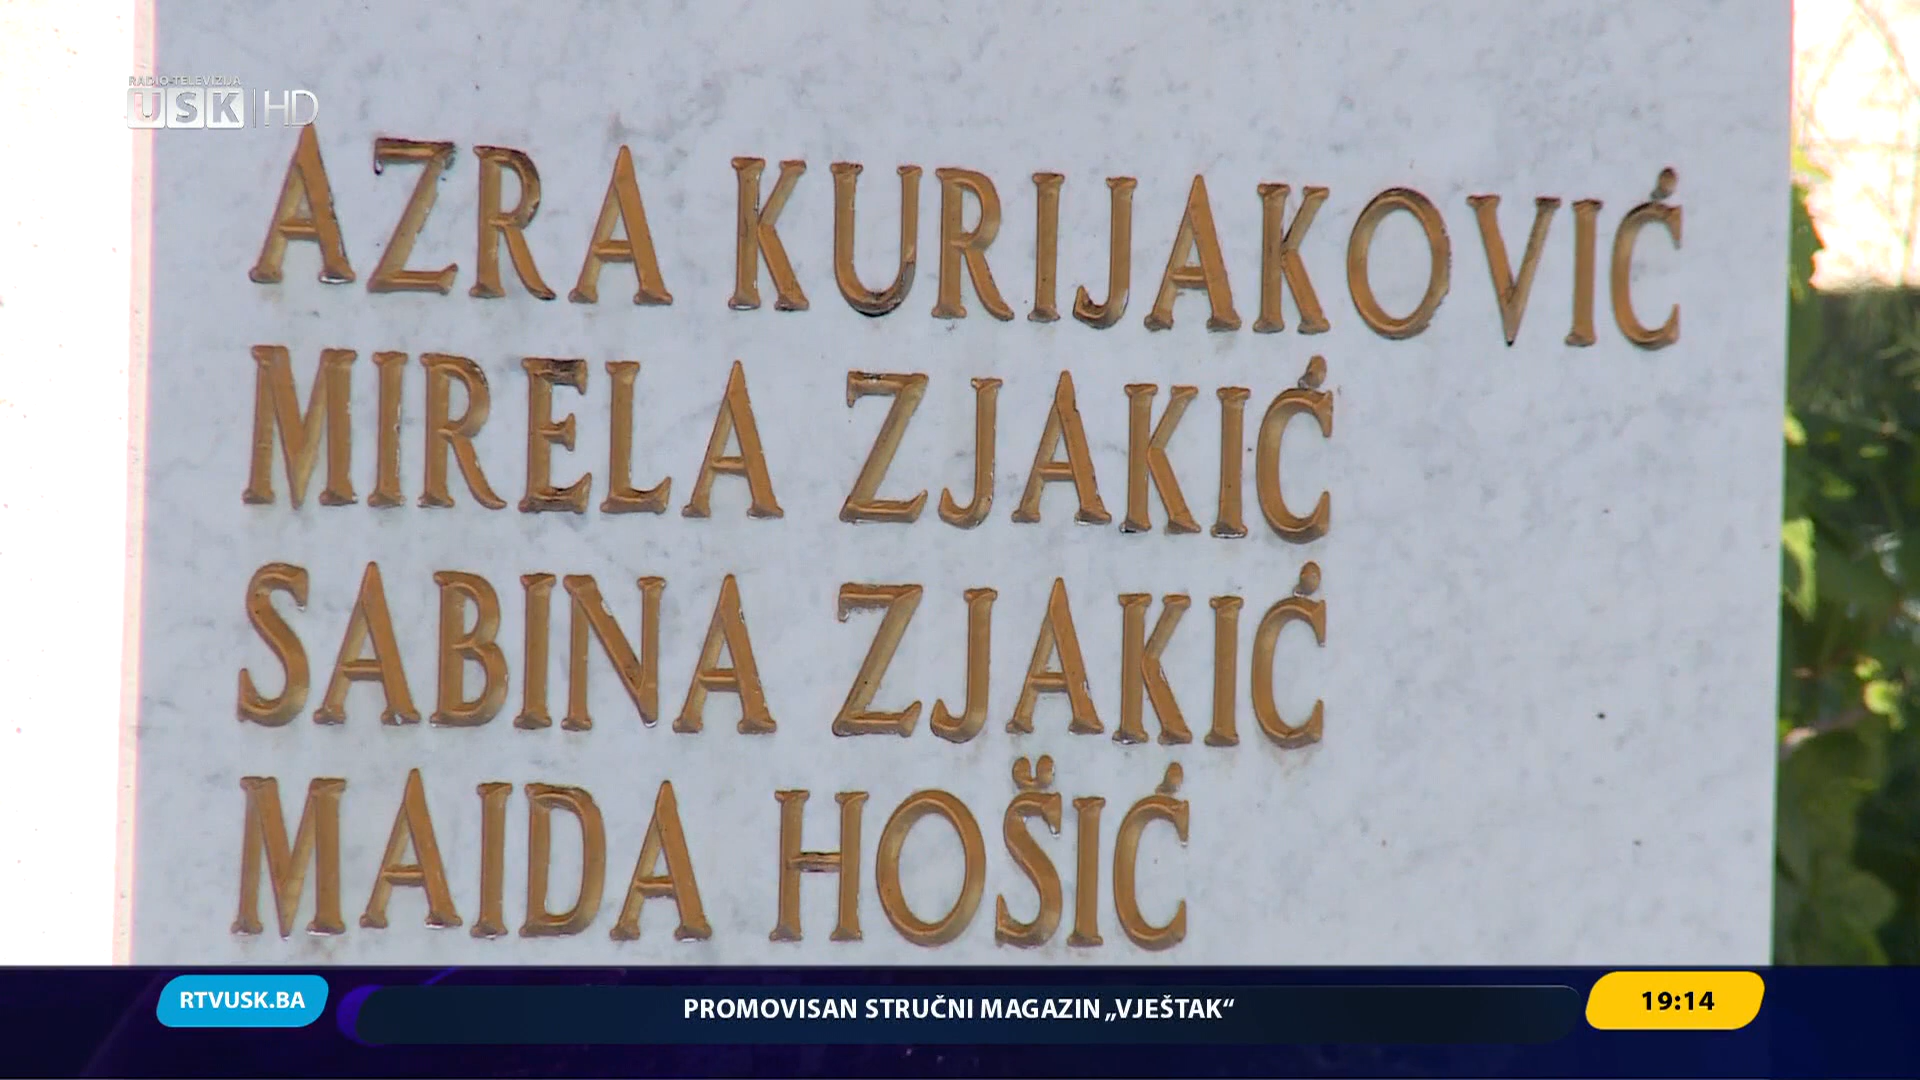 RADIO-TELEVIZIJA
USK HD
AZRA KURIJAKOVIĆ
MIRELA ZJAKIĆ
SABINA ZJAKIĆ
MAIDA HOŠIĆ
RTVUSK.BA
PROMOVISAN STRUČNI MAGAZIN „VJEŠTAK“
19:14